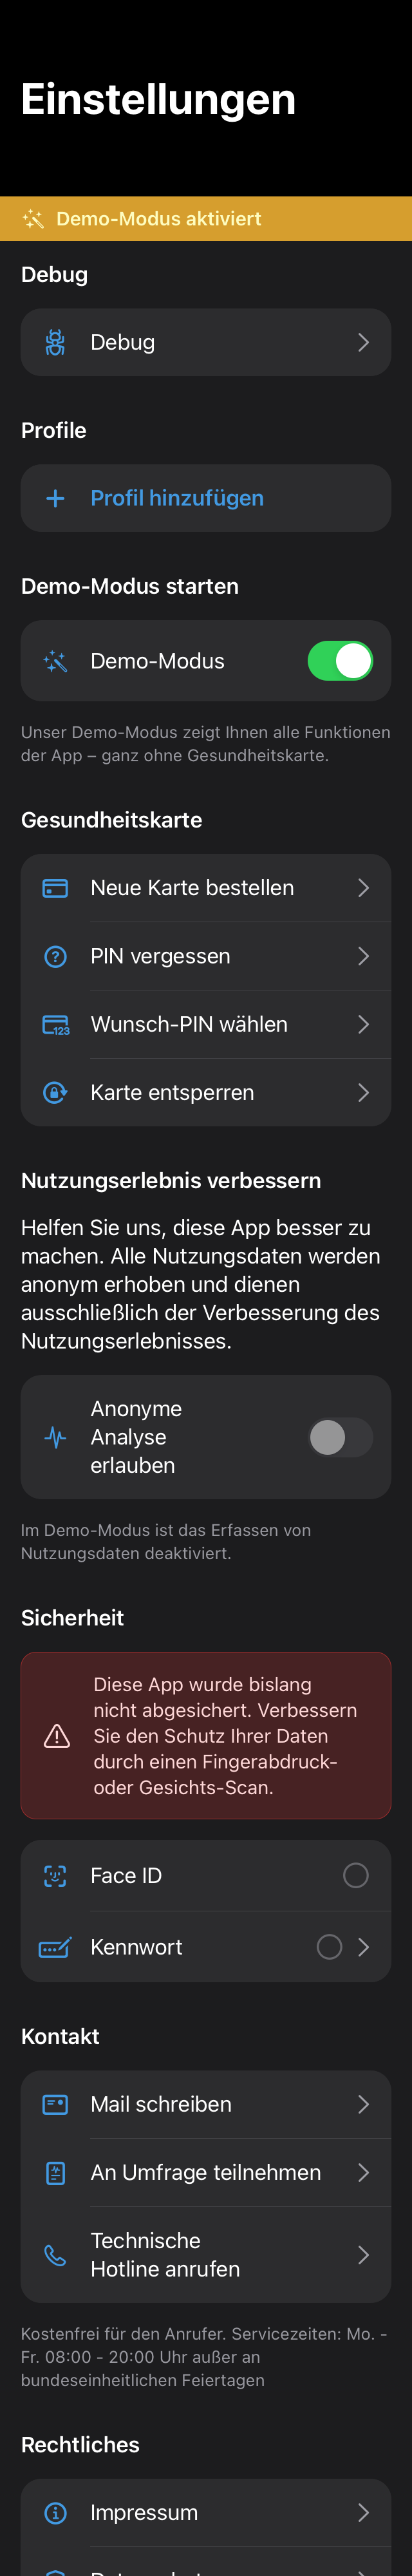 Einstellungen
Demo-Modus aktiviert
Debug
Debug
Profile
Profil hinzufügen
Demo-Modus starten
Demo-Modus
Unser Demo-Modus zeigt Ihnen alle Funktionen
der App – ganz ohne Gesundheitskarte.
Gesundheitskarte
Neue Karte bestellen
PIN vergessen
123
Wunsch-PIN wählen
Karte entsperren
Nutzungserlebnis verbessern
Helfen Sie uns, diese App besser zu
machen. Alle Nutzungsdaten werden
anonym erhoben und dienen
ausschließlich der Verbesserung des
Nutzungserlebnisses.
Anonyme
Analyse
erlauben
Im Demo-Modus ist das Erfassen von
Nutzungsdaten deaktiviert.
Sicherheit
Diese App wurde bislang
nicht abgesichert. Verbessern
Sie den Schutz Ihrer Daten
durch einen Fingerabdruck-
oder Gesichts-Scan.
Face ID
Kennwort
Kontakt
Mail schreiben
An Umfrage teilnehmen
Technische
Hotline anrufen
Kostenfrei für den Anrufer. Servicezeiten: Mo. -
Fr. 08:00 - 20:00 Uhr außer an
bundeseinheitlichen Feiertagen
Rechtliches
Impressum